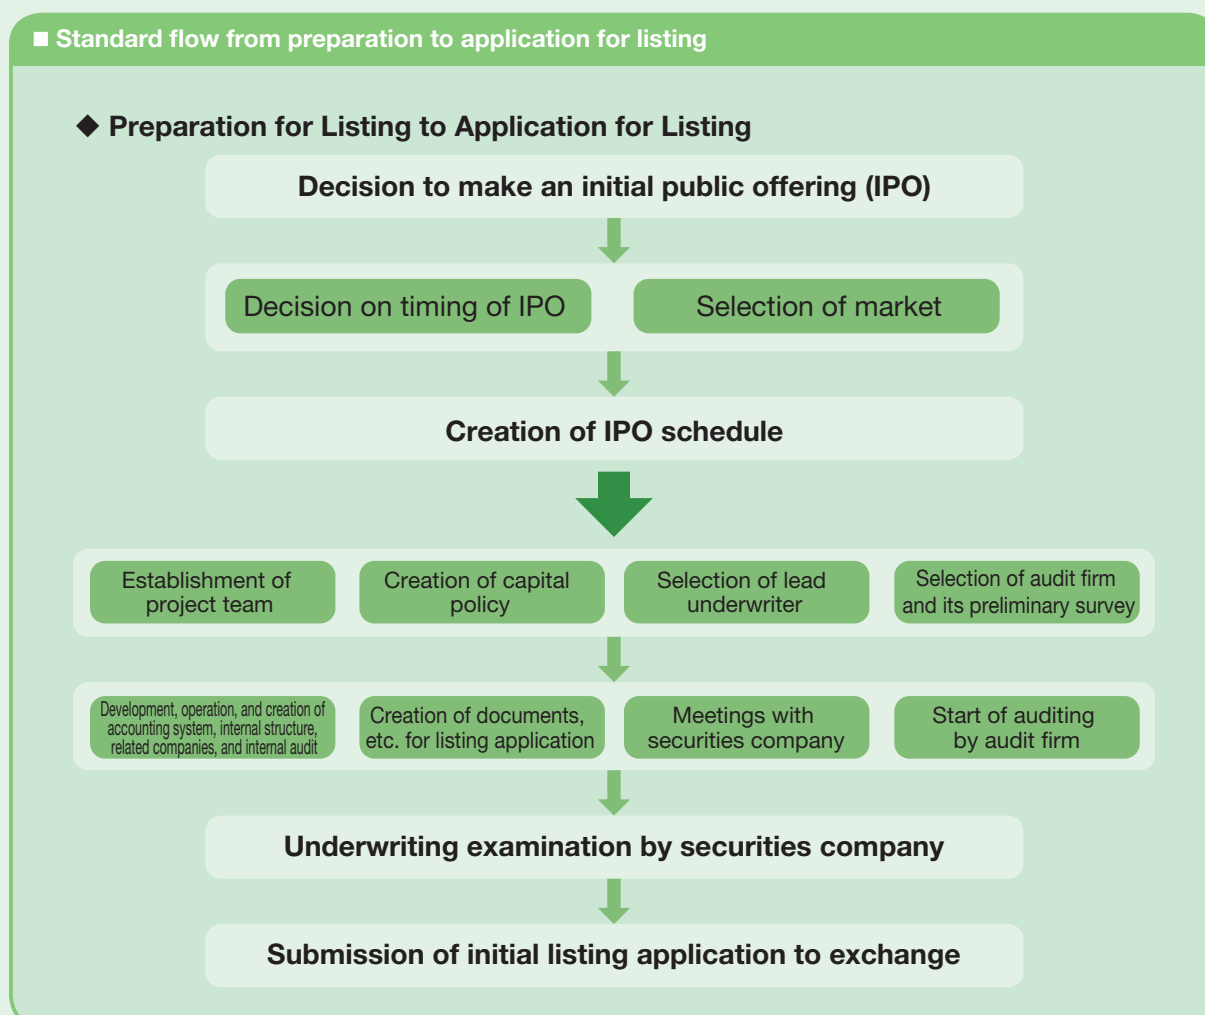 ■ Standard flow from preparation to application for listing
◆ Preparation for Listing to Application for Listing
Decision to make an initial public offering (IPO)
Decision on timing of IPO
Selection of market
Creation of IPO schedule
Establishment of
project team
Creation of capital
policy
Selection of lead
underwriter
Selection of audit firm
and its preliminary survey
Development, operation, and creation of
accounting system, internal structure,
related companies, and internal audit
Creation of documents,
etc. for listing application
Meetings with
securities company
Start of auditing
by audit firm
Underwriting examination by securities company
Submission of initial listing application to exchange